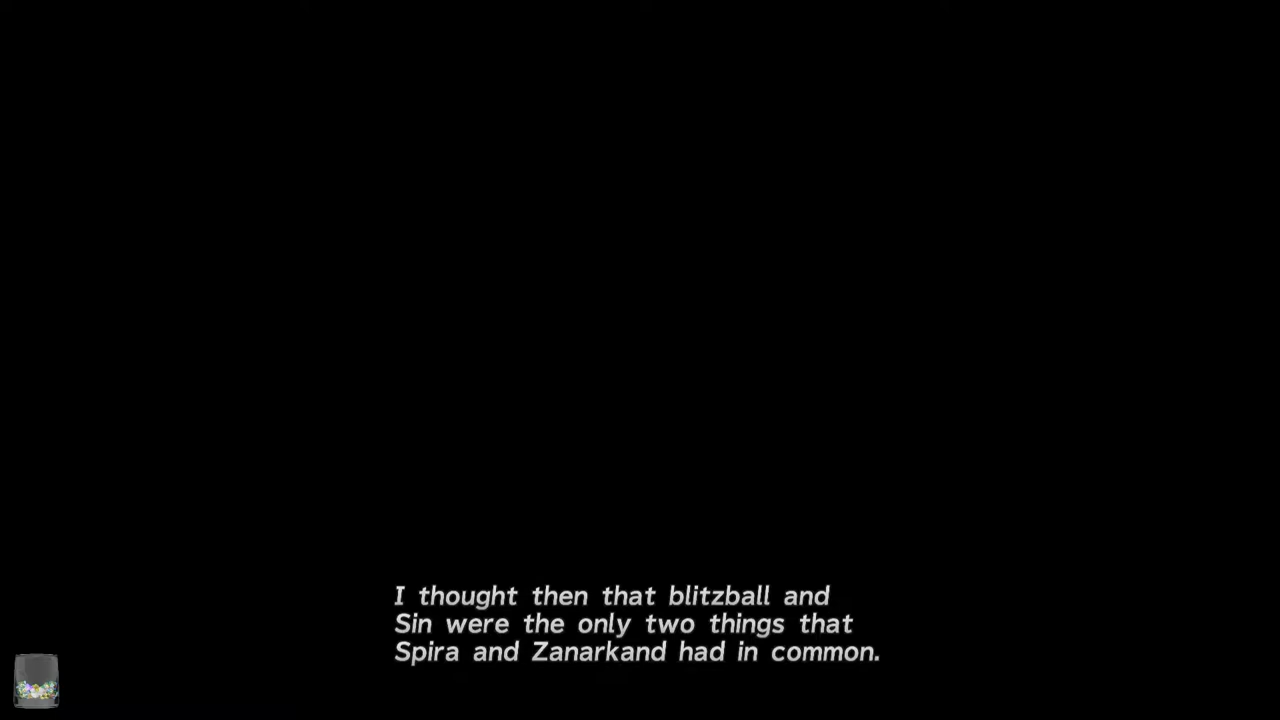 I thought then that blitzball and
Sin were the only two things that
Spira and Zanarkand had in common.